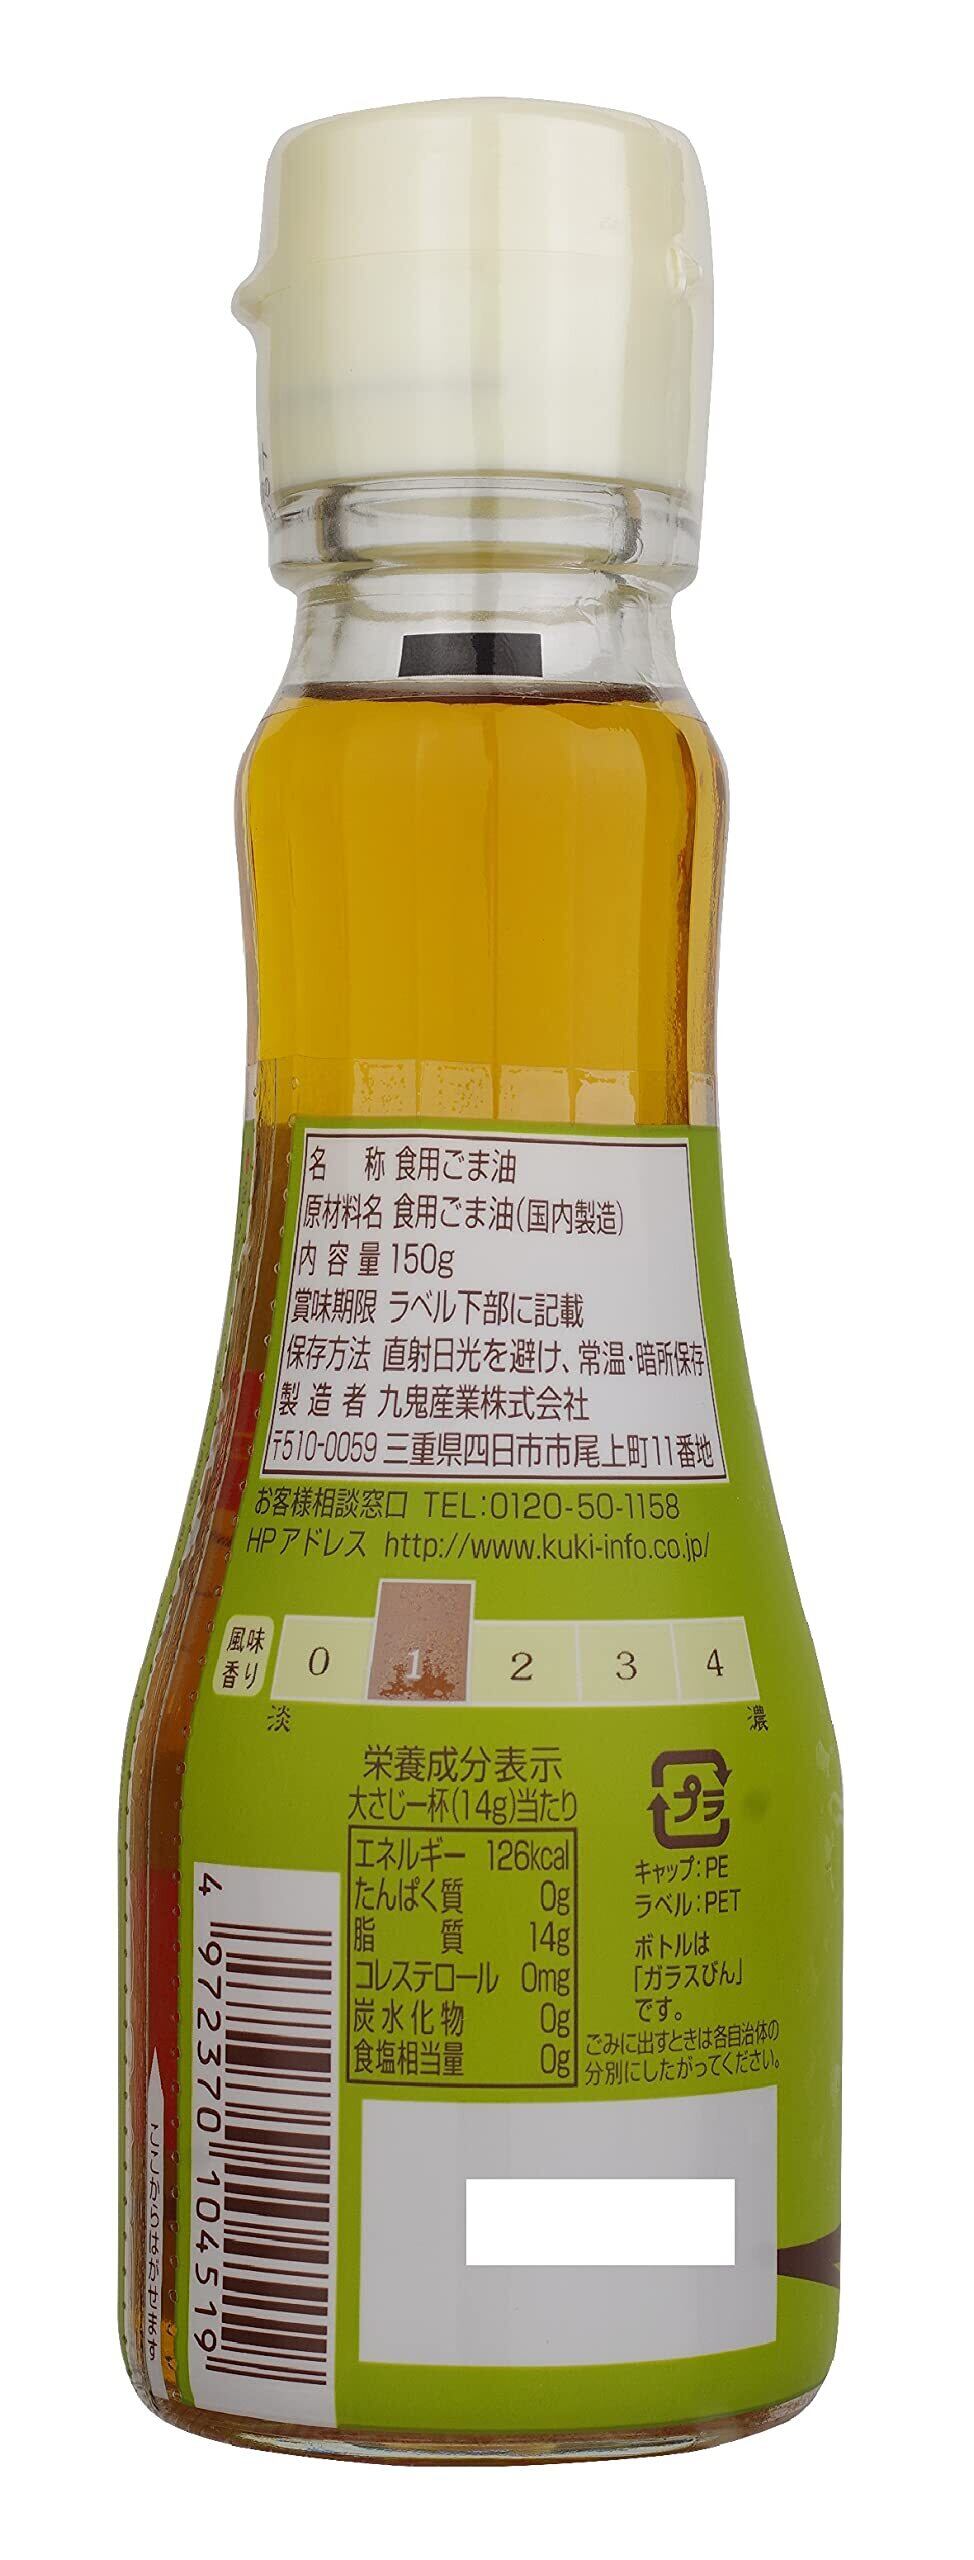 名称 食用ごま油
原材料名 食用ごま油(国内製造)
内容量 150g
賞味期限 ラベル下部に記載
保存方法 直射日光を避け、常温・暗所保存
製造者 九鬼産業株式会社
〒510-0059 三重県四日市市尾上町11番地
お客様相談窓口 TEL:0120-50-1158
HPアドレス http://www.kuki-info.co.jp/
風味
香り
0 1 2 3 4
淡 濃
栄養成分表示
大さじ一杯(14g)当たり
エネルギー 126kcal
たんぱく質 0g
脂質 14g
コレステロール 0mg
炭水化物 0g
食塩相当量 0g
プラ
キャップ:PE
ラベル:PET
ボトルは
「ガラスびん」
です。
ごみに出すときは各自治体の
分別にしたがってください。
4 972370 104519
ここからはがせます